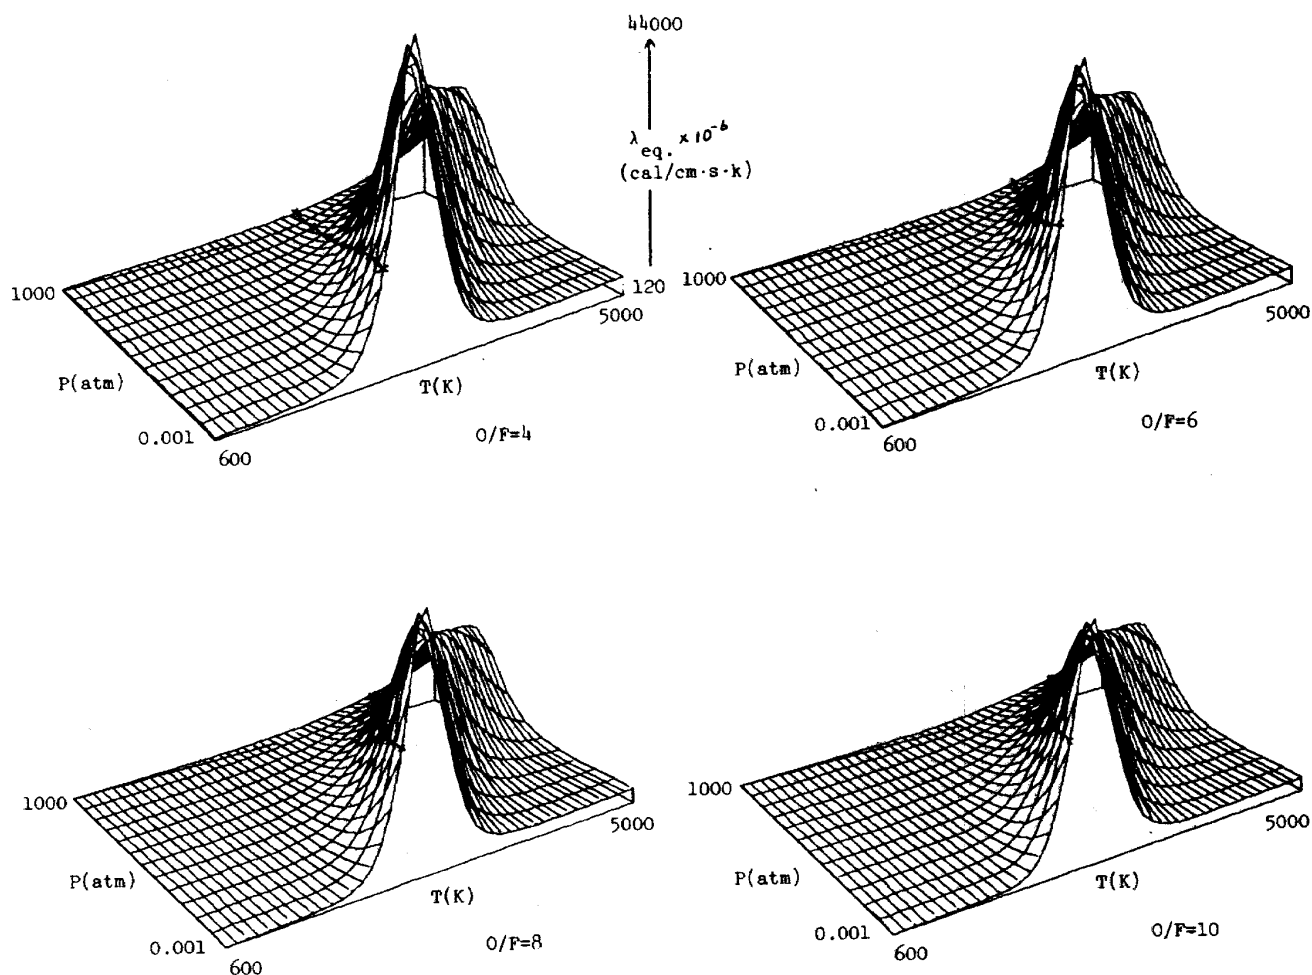 44000
λeq. ×10⁻⁶
(cal/cm·s·k)
120
1000
P(atm)
0.001
600
T(K)
5000
O/F=4
1000
P(atm)
0.001
600
T(K)
5000
O/F=6
1000
P(atm)
0.001
600
T(K)
5000
O/F=8
1000
P(atm)
0.001
600
T(K)
5000
O/F=10